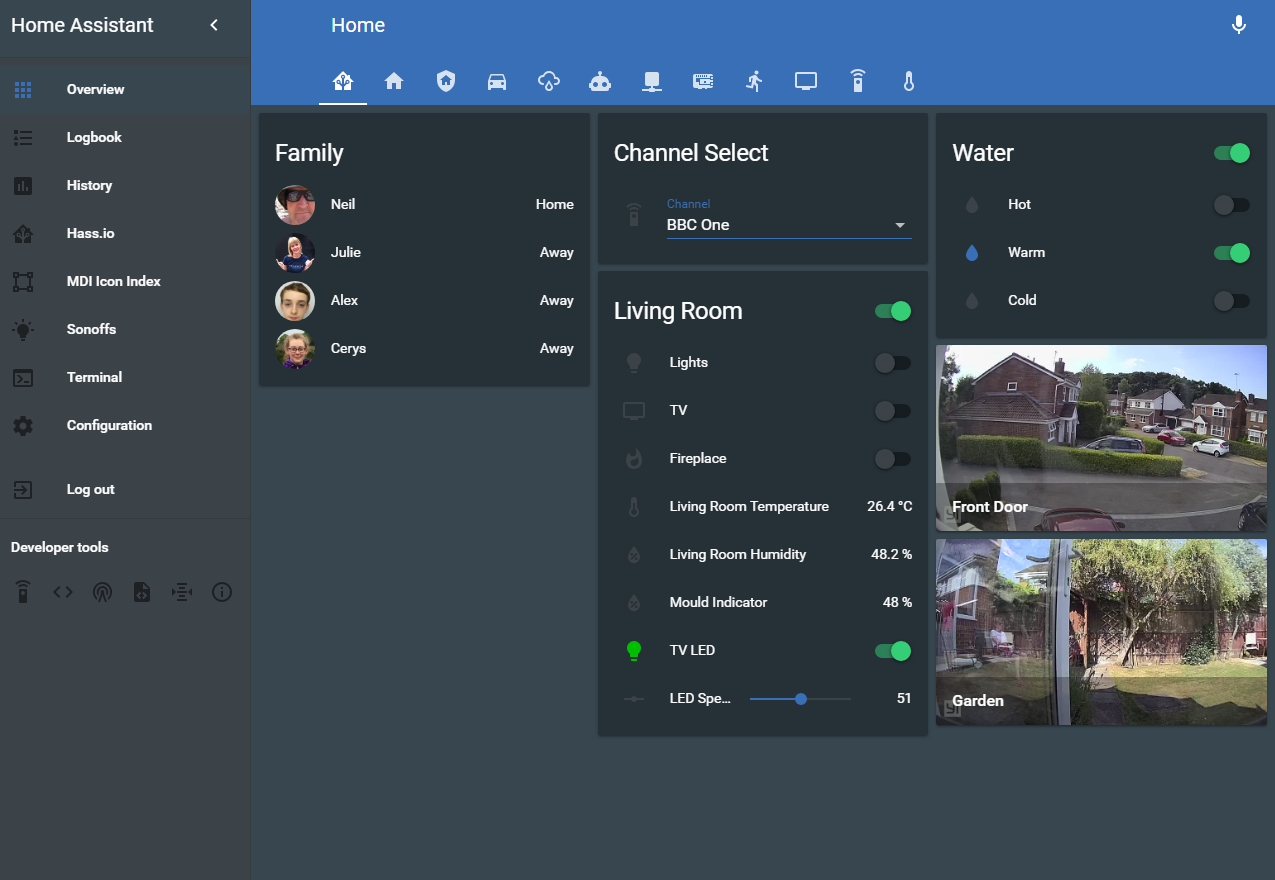 Home Assistant
Home
Overview
Logbook
History
Hass.io
MDI Icon Index
Sonoffs
Terminal
Configuration
Log out
Developer tools
Family
Neil Home
Julie Away
Alex Away
Cerys Away
Channel Select
Channel
BBC One
Living Room
Lights
TV
Fireplace
Living Room Temperature 26.4 °C
Living Room Humidity 48.2 %
Mould Indicator 48 %
TV LED
LED Spe... 51
Water
Hot
Warm
Cold
Front Door
Garden